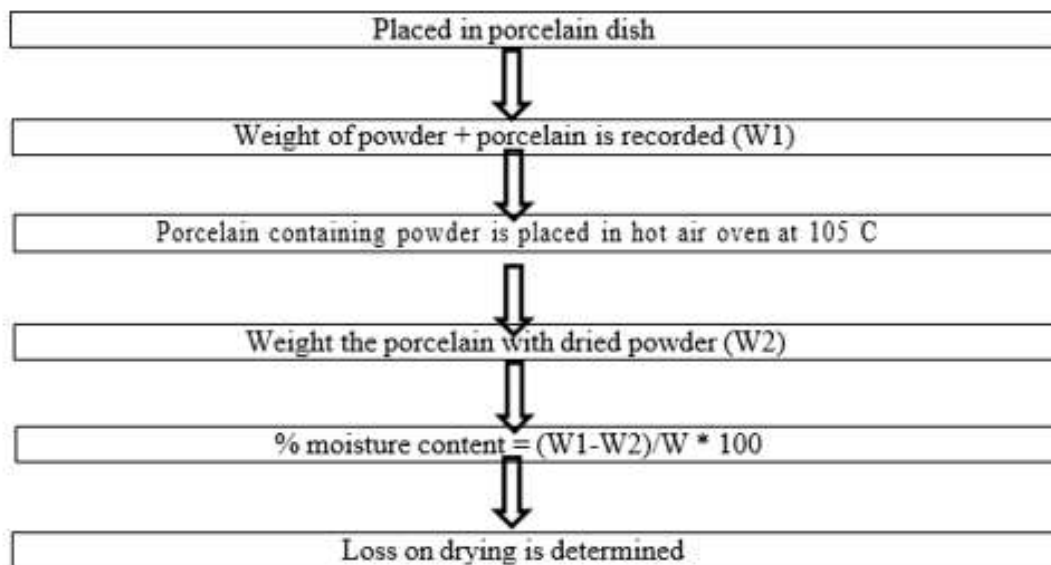 Placed in porcelain dish
Weight of powder + porcelain is recorded (W1)
Porcelain containing powder is placed in hot air oven at 105 C
Weight the porcelain with dried powder (W2)
% moisture content = (W1-W2)/W * 100
Loss on drying is determined